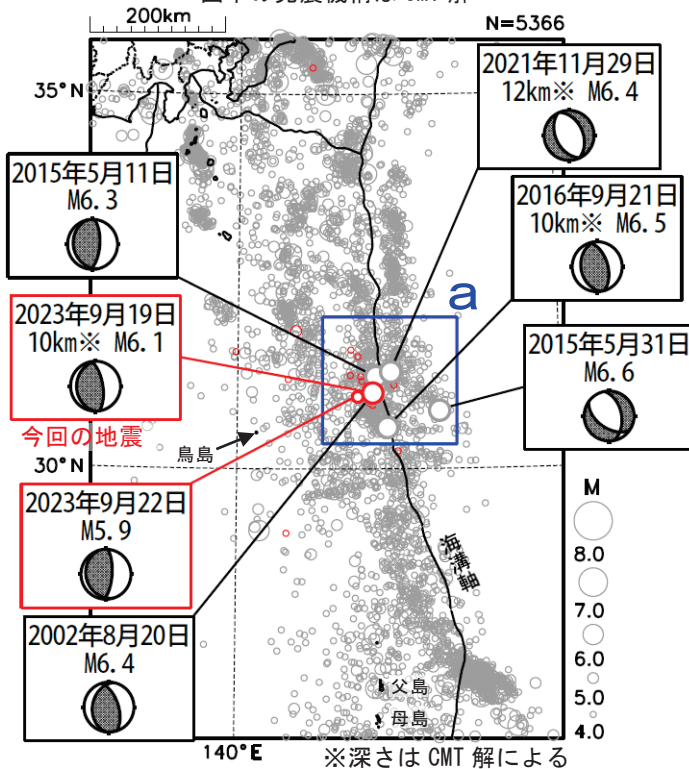 200km
N=5366
35°N
2021年11月29日
12km※ M6.4
2015年5月11日
M6.3
2016年9月21日
10km※ M6.5
a
2023年9月19日
10km※ M6.1
今回の地震
2015年5月31日
M6.6
鳥島
30°N
2023年9月22日
M5.9
海溝軸
M
8.0
7.0
6.0
5.0
4.0
2002年8月20日
M6.4
父島
母島
140°E
※深さは CMT 解による